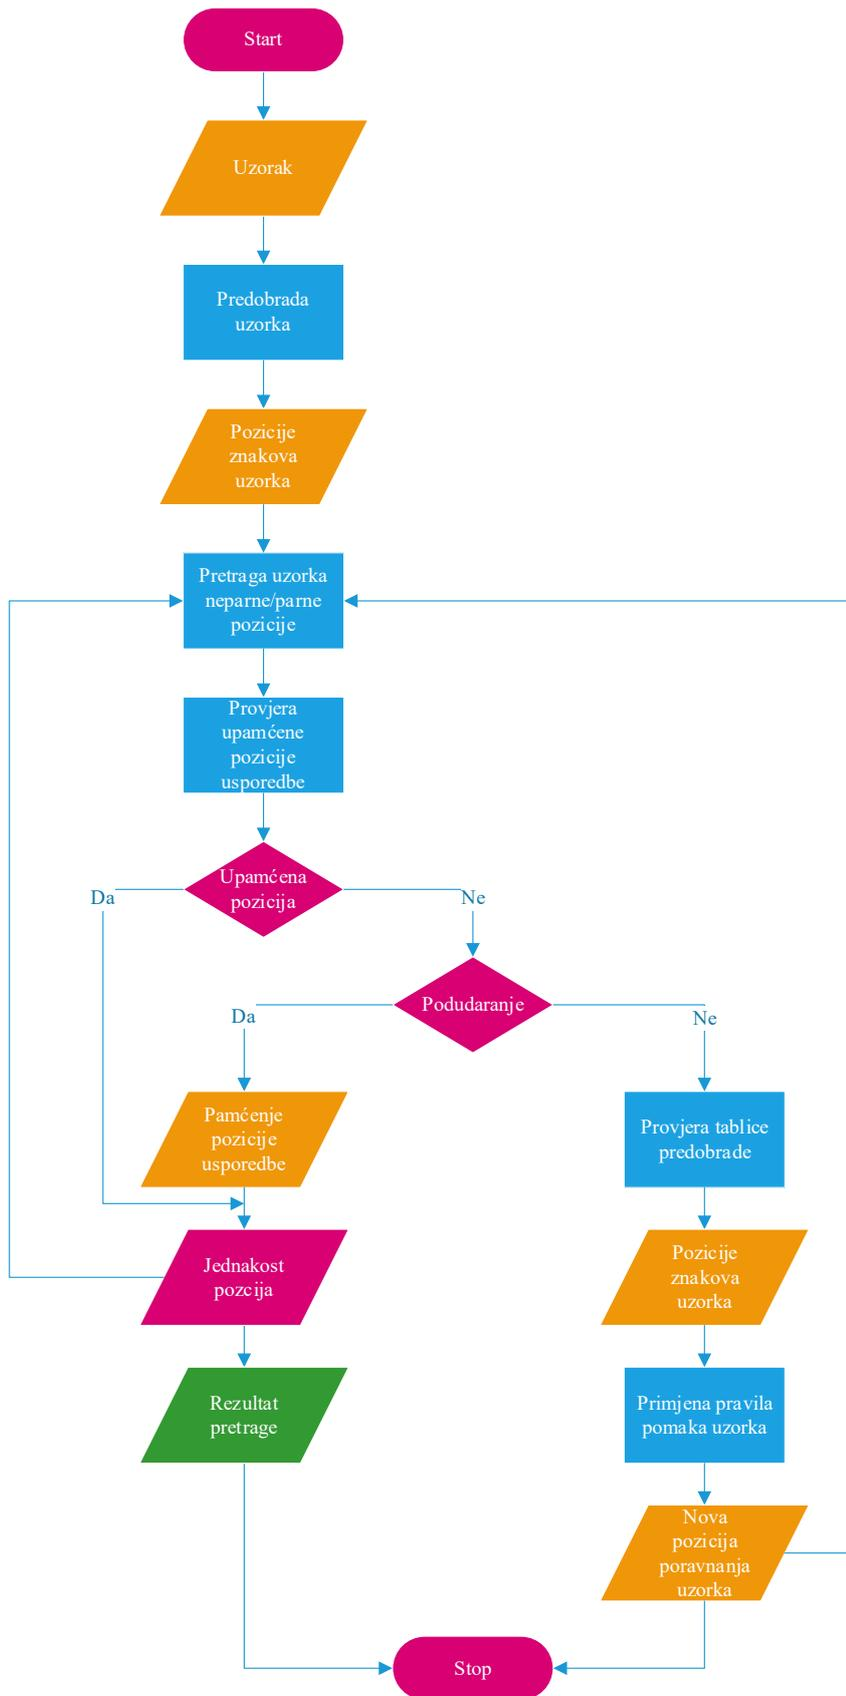 Start
Uzorak
Predobrada
uzorka
Pozicije
znakova
uzorka
Pretraga uzorka
neparne/parne
pozicije
Provjera
upamćene
pozicije
usporedbe
Upamćena
pozicija
Da
Ne
Podudaranje
Da
Ne
Pamćenje
pozicije
usporedbe
Provjera tablice
predobrade
Jednakost
pozcija
Pozicije
znakova
uzorka
Rezultat
pretrage
Primjena pravila
pomaka uzorka
Nova
pozicija
poravnanja
uzorka
Stop